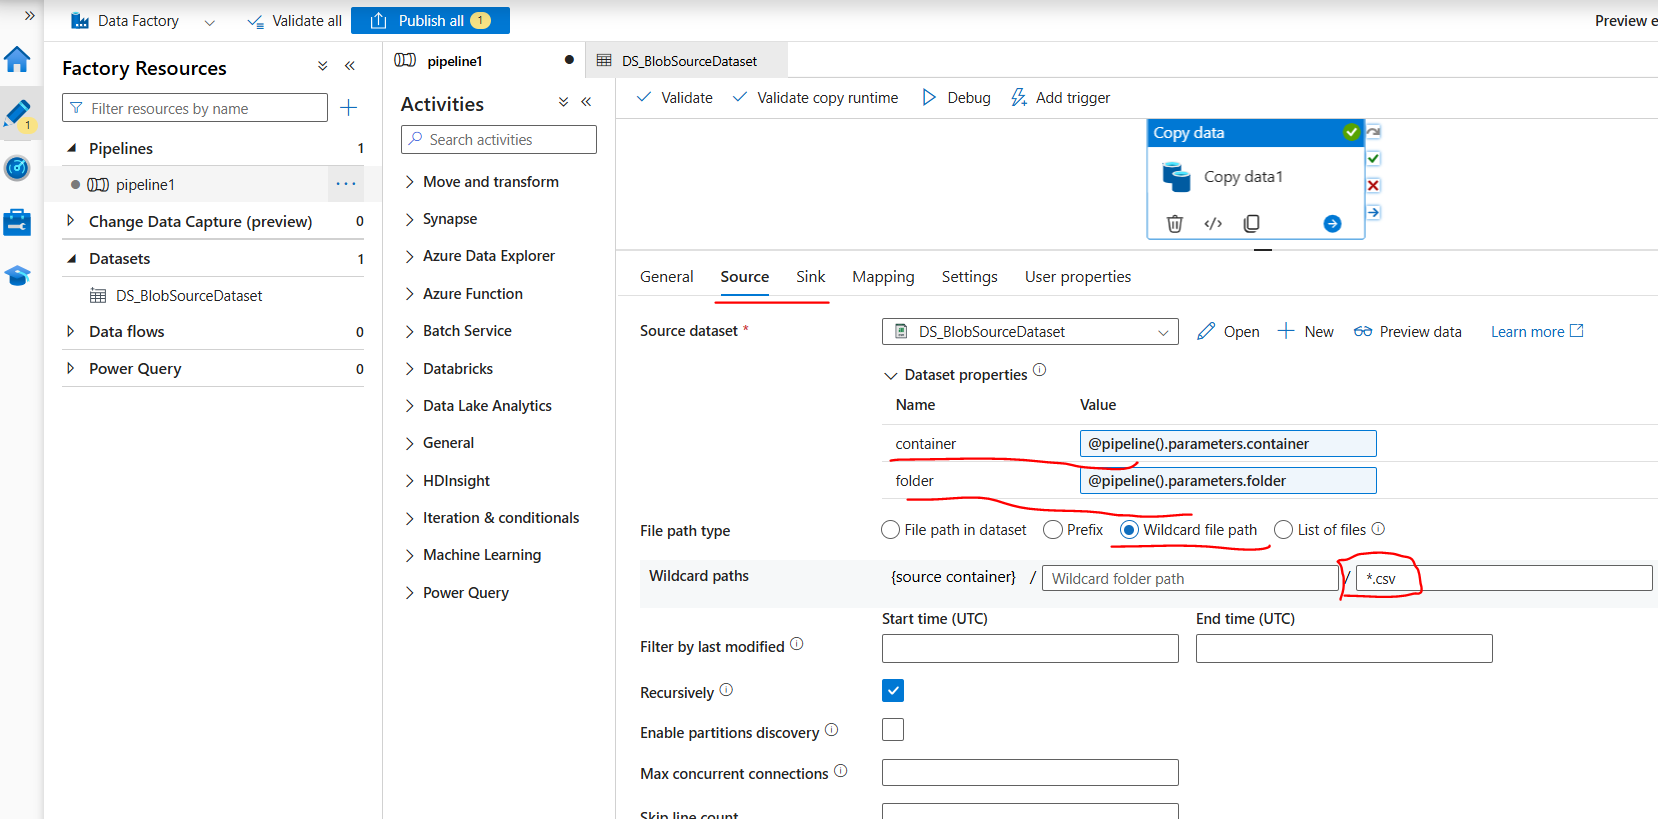 Data Factory
Validate all
Publish all 1
Preview e
1
Factory Resources
Filter resources by name
Pipelines 1
pipeline1
Change Data Capture (preview) 0
Datasets 1
DS_BlobSourceDataset
Data flows 0
Power Query 0
pipeline1
DS_BlobSourceDataset
Activities
Search activities
Move and transform
Synapse
Azure Data Explorer
Azure Function
Batch Service
Databricks
Data Lake Analytics
General
HDInsight
Iteration & conditionals
Machine Learning
Power Query
Validate
Validate copy runtime
Debug
Add trigger
Copy data
Copy data1
General Source Sink Mapping Settings User properties
Source dataset * DS_BlobSourceDataset Open New Preview data Learn more
Dataset properties
Name Value
container @pipeline().parameters.container
folder @pipeline().parameters.folder
File path type File path in dataset Prefix Wildcard file path List of files
Wildcard paths {source container} / Wildcard folder path / *.csv
Start time (UTC) End time (UTC)
Filter by last modified
Recursively
Enable partitions discovery
Max concurrent connections
Skip line count